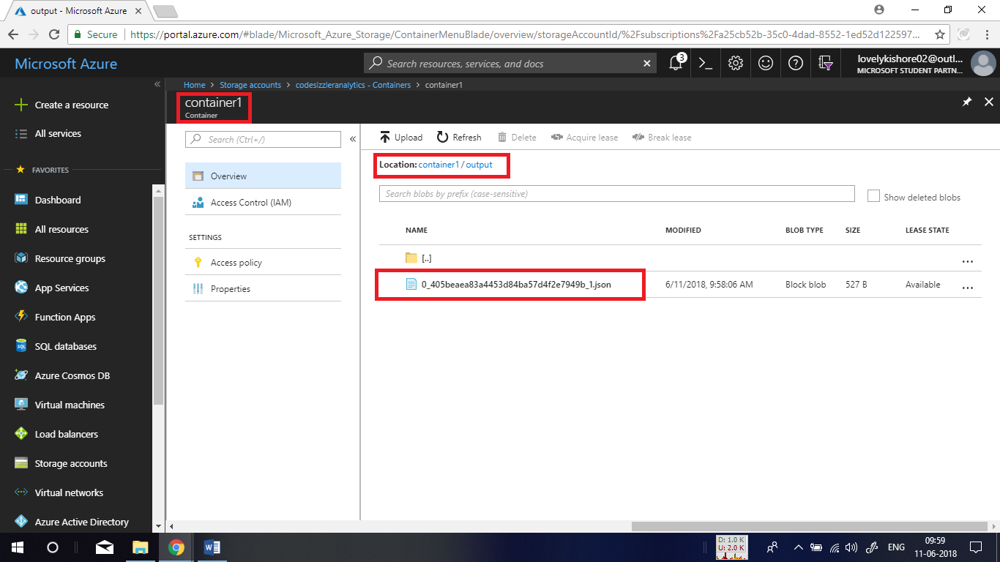 output - Microsoft Azure
Secure
https://portal.azure.com/#blade/Microsoft_Azure_Storage/ContainerMenuBlade/overview/storageAccountId/%2Fsubscriptions%2Fa25cb52b-35c0-4dad-8552-1ed52d122597...
Microsoft Azure
Search resources, services, and docs
3
lovelykishore02@outl...
MICROSOFT STUDENT PARTN...
Home > Storage accounts > codesizzleranalytics - Containers > container1
container1
Container
Create a resource
All services
FAVORITES
Dashboard
All resources
Resource groups
App Services
Function Apps
SQL databases
Azure Cosmos DB
Virtual machines
Load balancers
Storage accounts
Virtual networks
Azure Active Directory
Search (Ctrl+/)
Overview
Access Control (IAM)
SETTINGS
Access policy
Properties
Upload Refresh Delete Acquire lease Break lease
Location: container1 / output
Search blobs by prefix (case-sensitive)
Show deleted blobs
NAME MODIFIED BLOB TYPE SIZE LEASE STATE
[..] ...
0_405beaea83a4453d84ba57d4f2e7949b_1.json 6/11/2018, 9:58:06 AM Block blob 527 B Available ...
D: 1.0 K
U: 2.0 K
ENG
09:59
11-06-2018